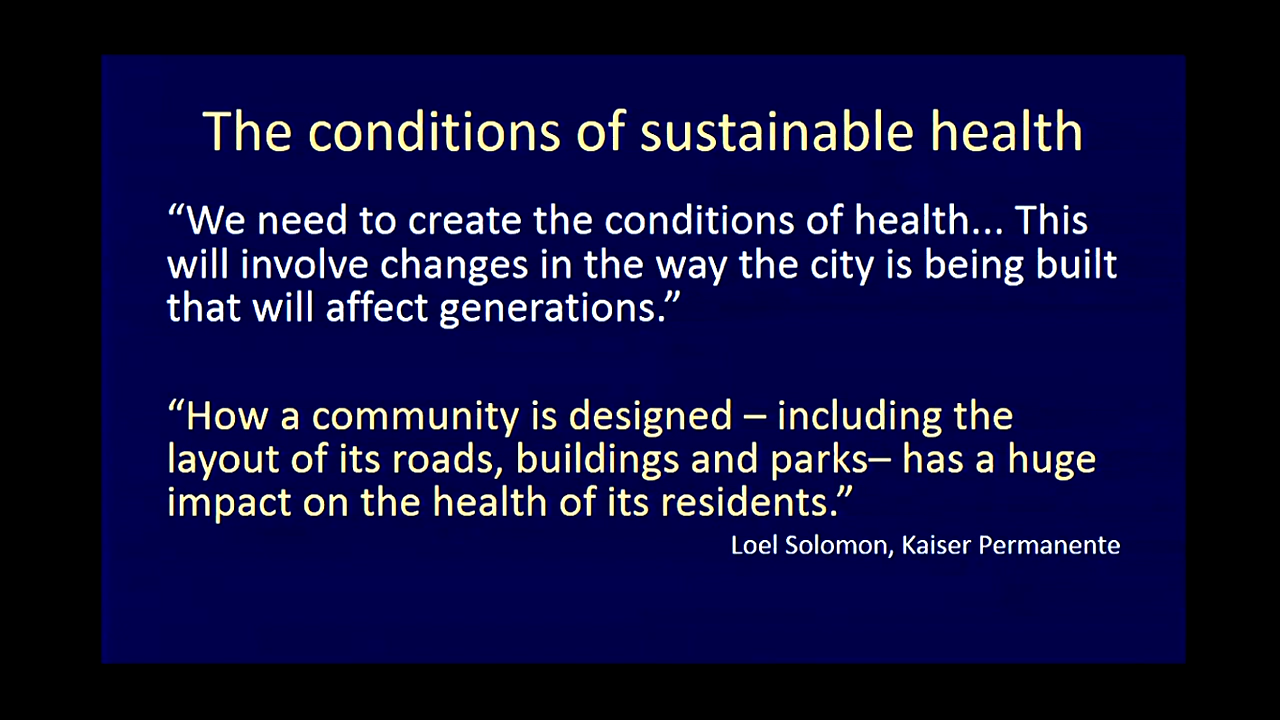 The conditions of sustainable health
“We need to create the conditions of health... This
will involve changes in the way the city is being built
that will affect generations.”
“How a community is designed – including the
layout of its roads, buildings and parks– has a huge
impact on the health of its residents.”
Loel Solomon, Kaiser Permanente